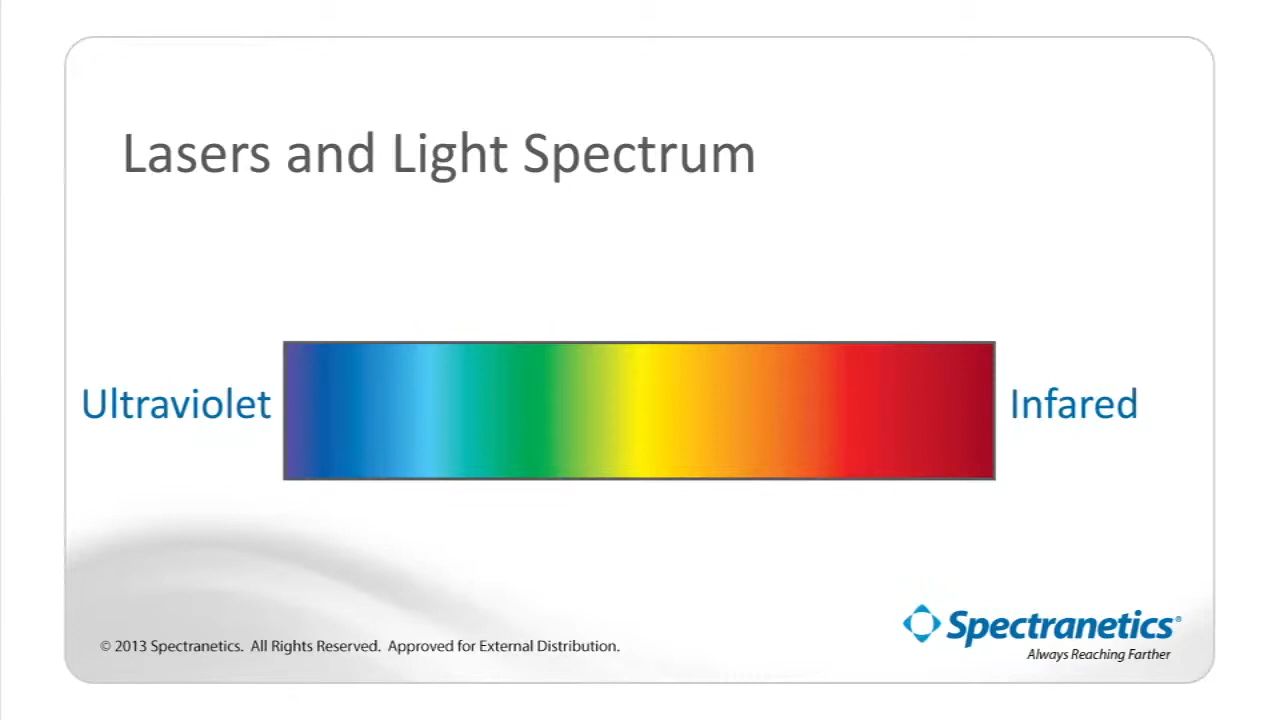 Lasers and Light Spectrum
Ultraviolet
Infared
© 2013 Spectranetics. All Rights Reserved. Approved for External Distribution.
Spectranetics®
Always Reaching Farther